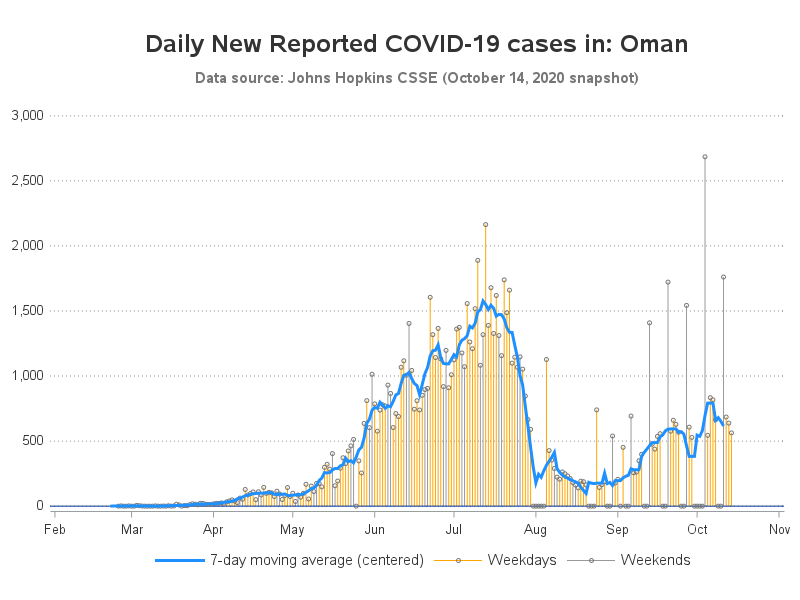 Daily New Reported COVID-19 cases in: Oman
Data source: Johns Hopkins CSSE (October 14, 2020 snapshot)
3,000
2,500
2,000
1,500
1,000
500
0
Feb Mar Apr May Jun Jul Aug Sep Oct Nov
7-day moving average (centered) Weekdays Weekends